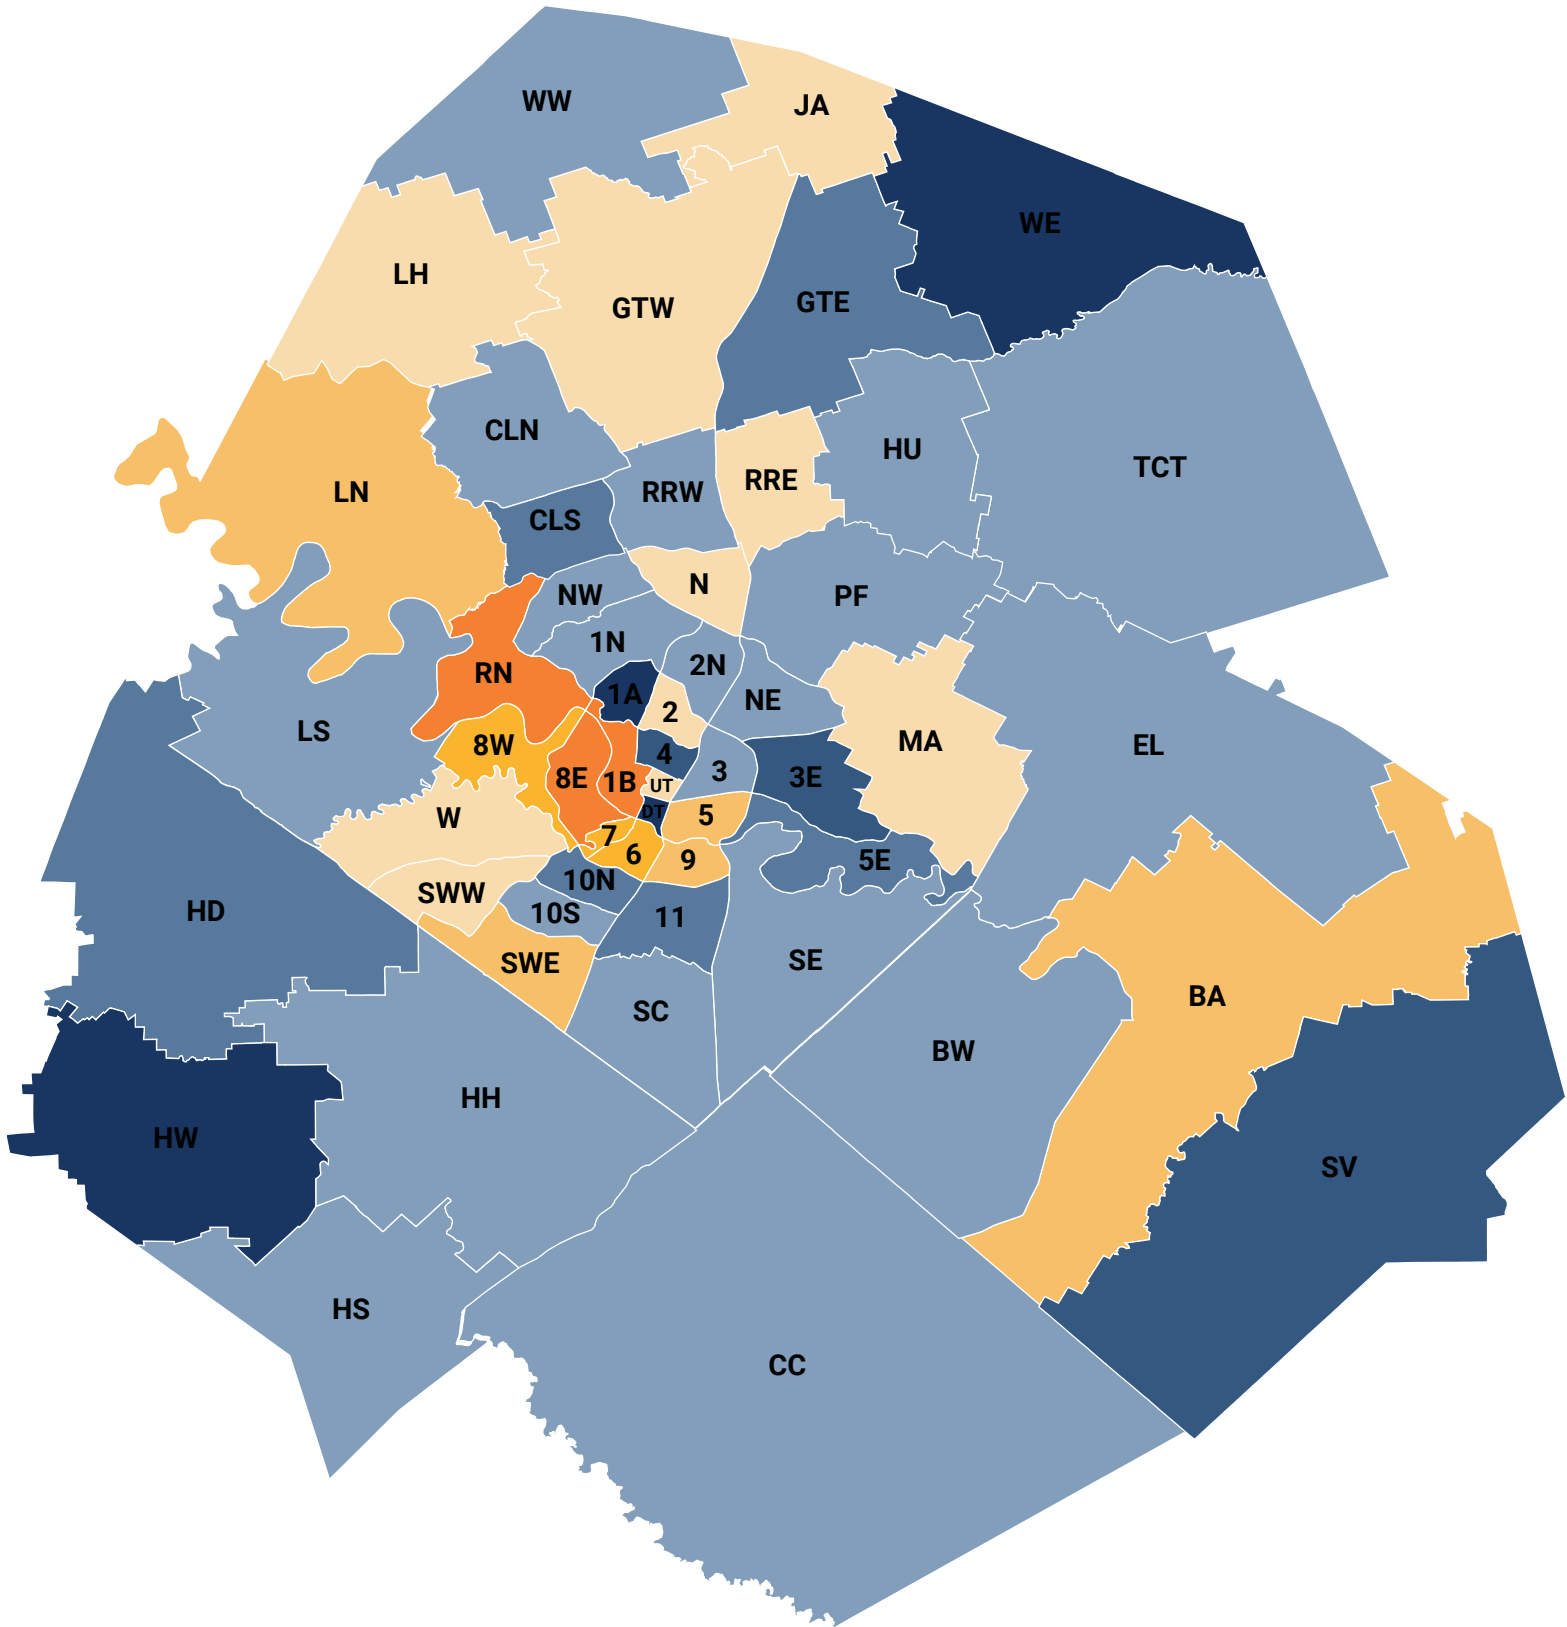 WW
JA
WE
LH
GTW
GTE
CLN
HU
TCT
LN
RRW
RRE
CLS
N
NW
PF
1N
2N
RN
1A
NE
2
LS
8W
MA
EL
4
3
3E
8E
1B
UT
DT
5
W
7
6
9
5E
10N
SWW
HD
10S
11
SWE
SE
BA
SC
BW
HH
HW
SV
HS
CC